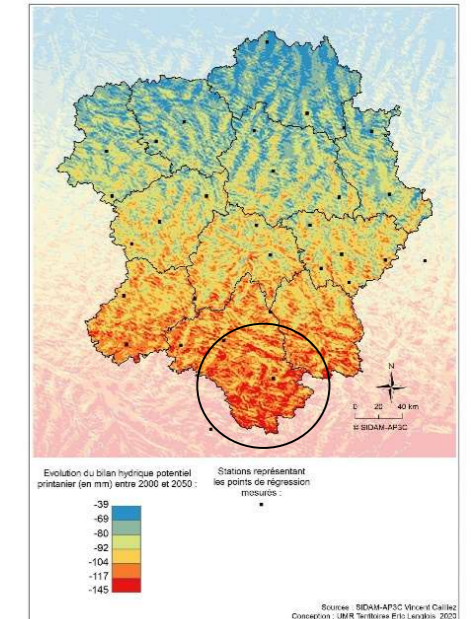 N
0 20 40 km
© SIDAM-AP3C
Evolution du bilan hydrique potentiel
printanier (en mm) entre 2000 et 2050 :
-39
-69
-80
-92
-104
-117
-145
Stations représentant
les points de régression
mesurés :
Sources : SIDAM-AP3C Vincent Cailliez
Conception : UMR Territoires Eric Langlois 2020